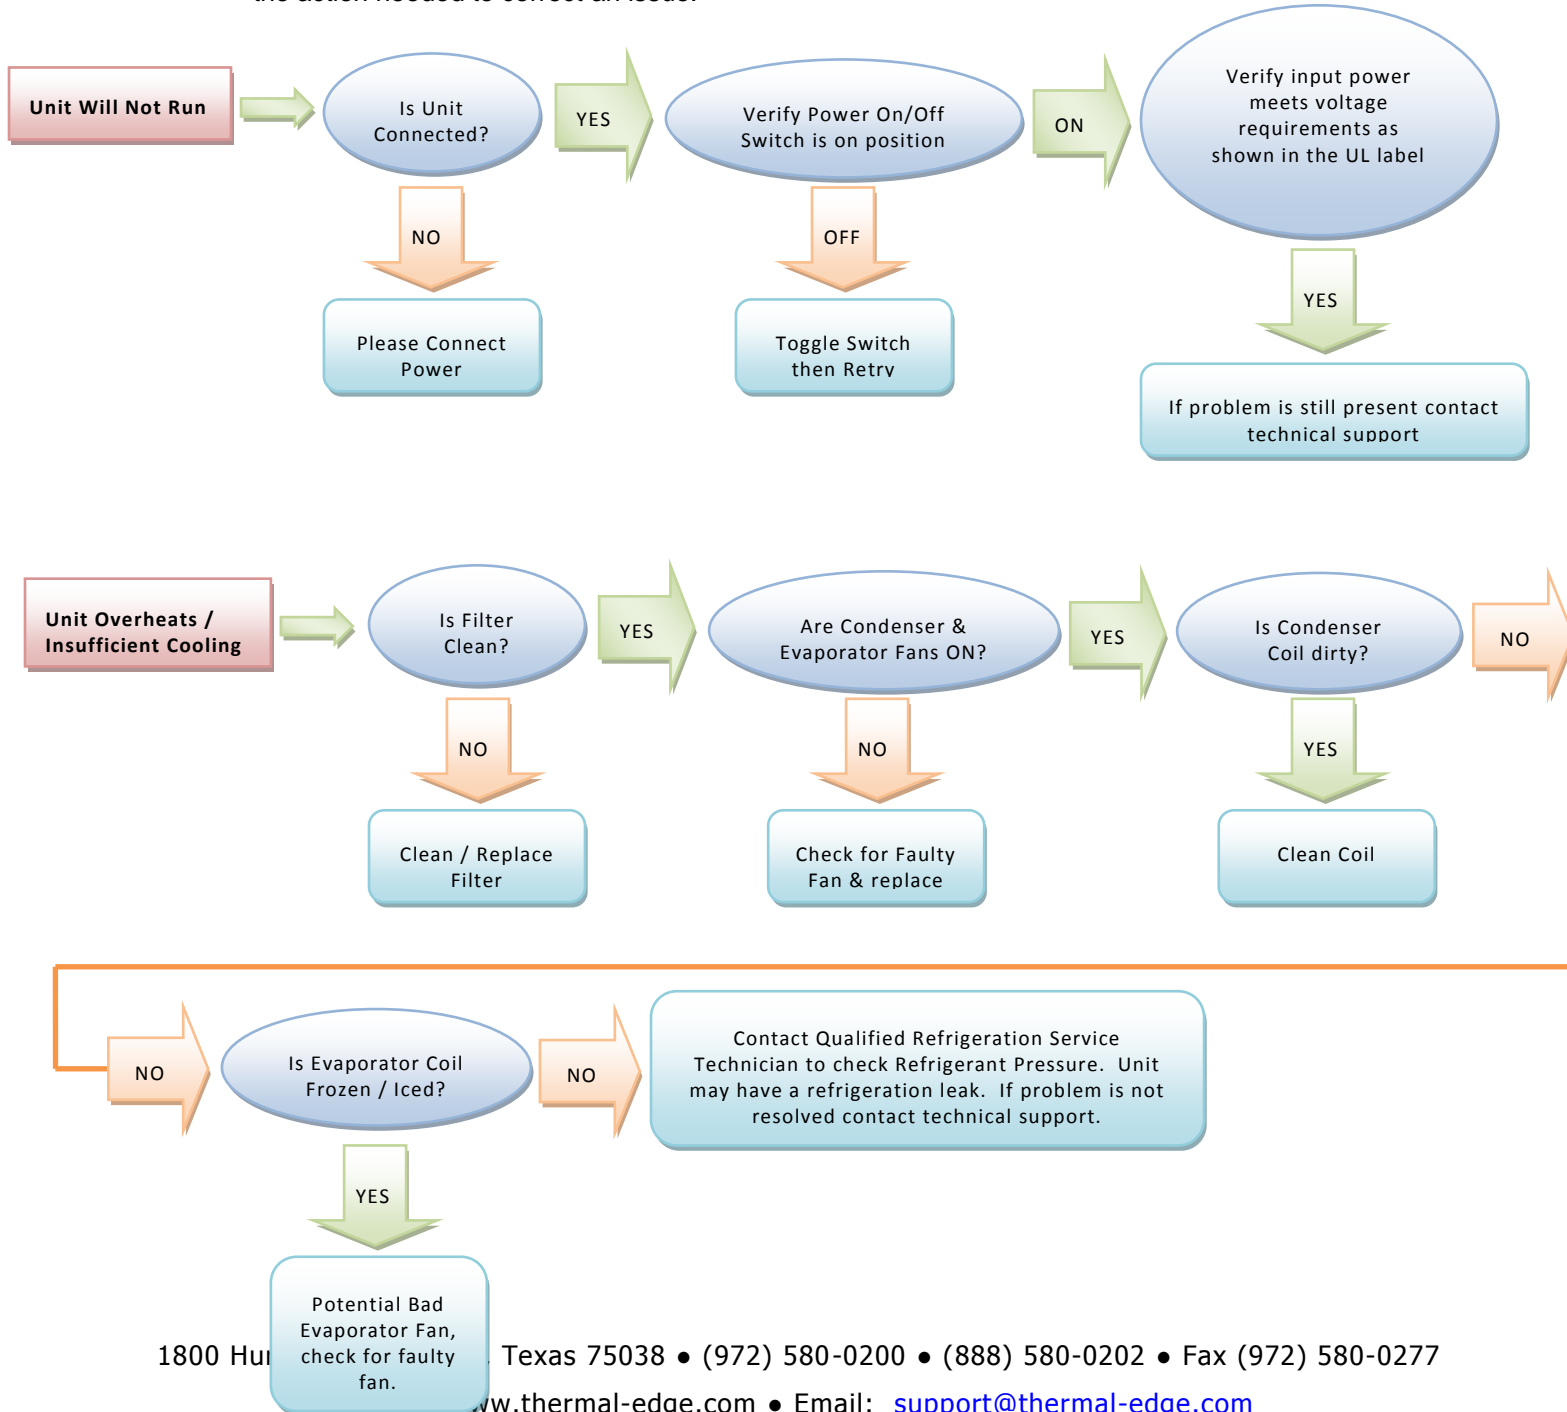 the action needed to correct an issue.
Unit Will Not Run
Is Unit
Connected?
YES
Verify Power On/Off
Switch is on position
ON
Verify input power
meets voltage
requirements as
shown in the UL label
NO
OFF
YES
Please Connect
Power
Toggle Switch
then Retry
If problem is still present contact
technical support
Unit Overheats /
Insufficient Cooling
Is Filter
Clean?
YES
Are Condenser &
Evaporator Fans ON?
YES
Is Condenser
Coil dirty?
NO
NO
NO
YES
Clean / Replace
Filter
Check for Faulty
Fan & replace
Clean Coil
NO
Is Evaporator Coil
Frozen / Iced?
NO
Contact Qualified Refrigeration Service
Technician to check Refrigerant Pressure. Unit
may have a refrigeration leak. If problem is not
resolved contact technical support.
YES
Potential Bad
Evaporator Fan,
check for faulty
fan.
1800 Texas 75038 ● (972) 580-0200 ● (888) 580-0202 ● Fax (972) 580-0277
.thermal-edge.com ● Email: support@thermal-edge.com